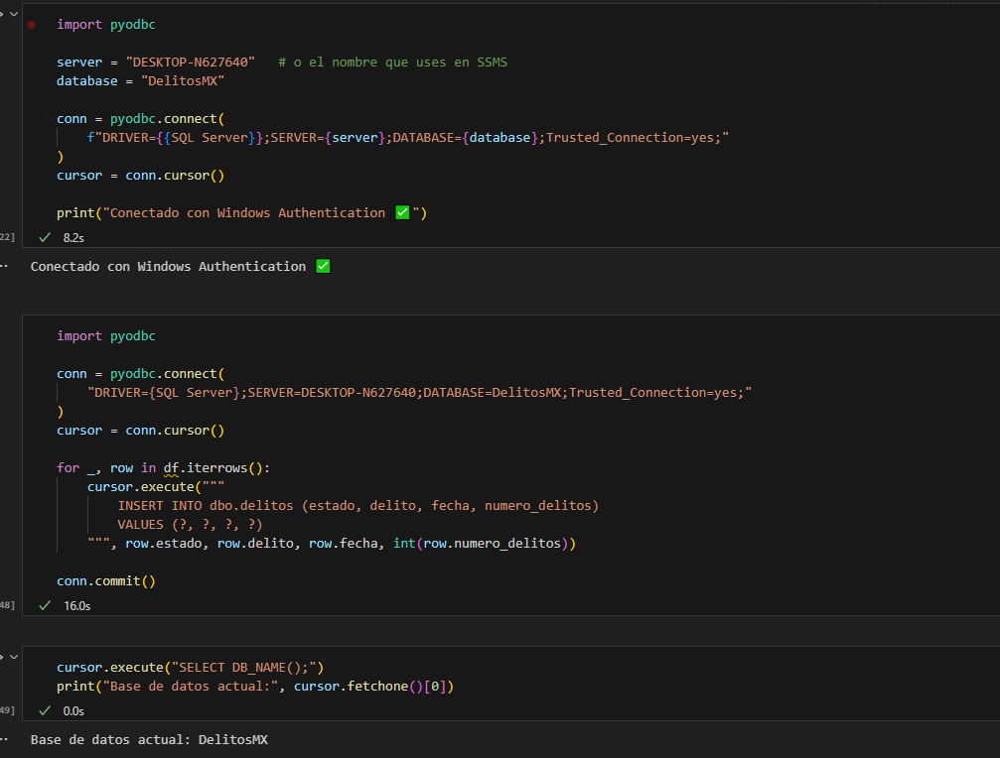 import pyodbc
server = "DESKTOP-N627640"   # o el nombre que uses en SSMS
database = "DelitosMX"
conn = pyodbc.connect(
f"DRIVER={{SQL Server}};SERVER={server};DATABASE={database};Trusted_Connection=yes;"
)
cursor = conn.cursor()
print("Conectado con Windows Authentication ✅")
22] 8.2s
Conectado con Windows Authentication ✅
import pyodbc
conn = pyodbc.connect(
"DRIVER={SQL Server};SERVER=DESKTOP-N627640;DATABASE=DelitosMX;Trusted_Connection=yes;"
)
cursor = conn.cursor()
for _, row in df.iterrows():
cursor.execute("""
INSERT INTO dbo.delitos (estado, delito, fecha, numero_delitos)
VALUES (?, ?, ?, ?)
""", row.estado, row.delito, row.fecha, int(row.numero_delitos))
conn.commit()
48] 16.0s
cursor.execute("SELECT DB_NAME();")
print("Base de datos actual:", cursor.fetchone()[0])
49] 0.0s
Base de datos actual: DelitosMX